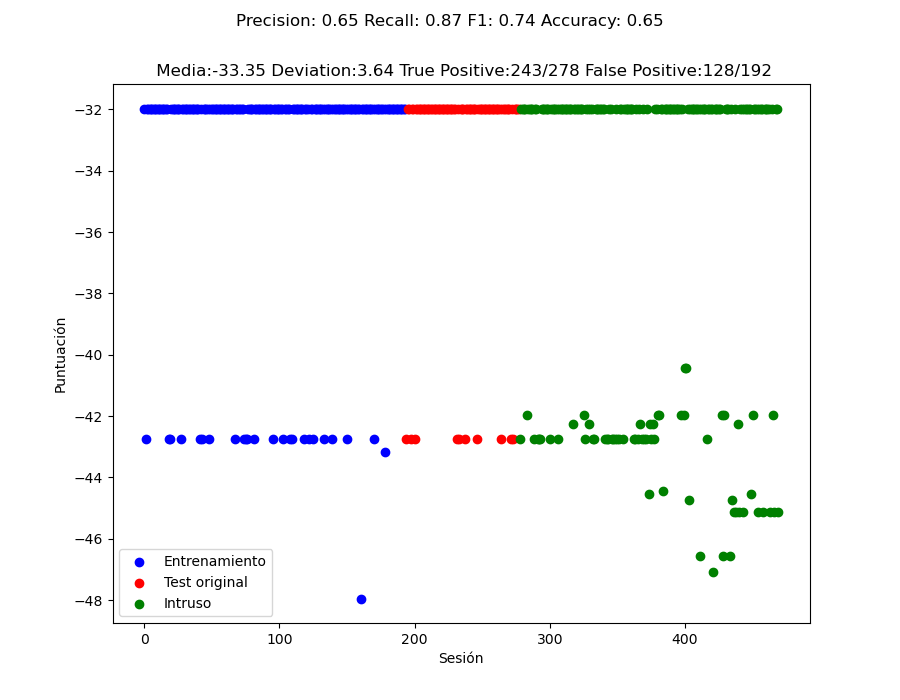 Precision: 0.65 Recall: 0.87 F1: 0.74 Accuracy: 0.65
Media:-33.35 Deviation:3.64 True Positive:243/278 False Positive:128/192
−32
−34
−36
−38
−40
−42
−44
−46
−48
Puntuación
Entrenamiento
Test original
Intruso
0 100 200 300 400
Sesión